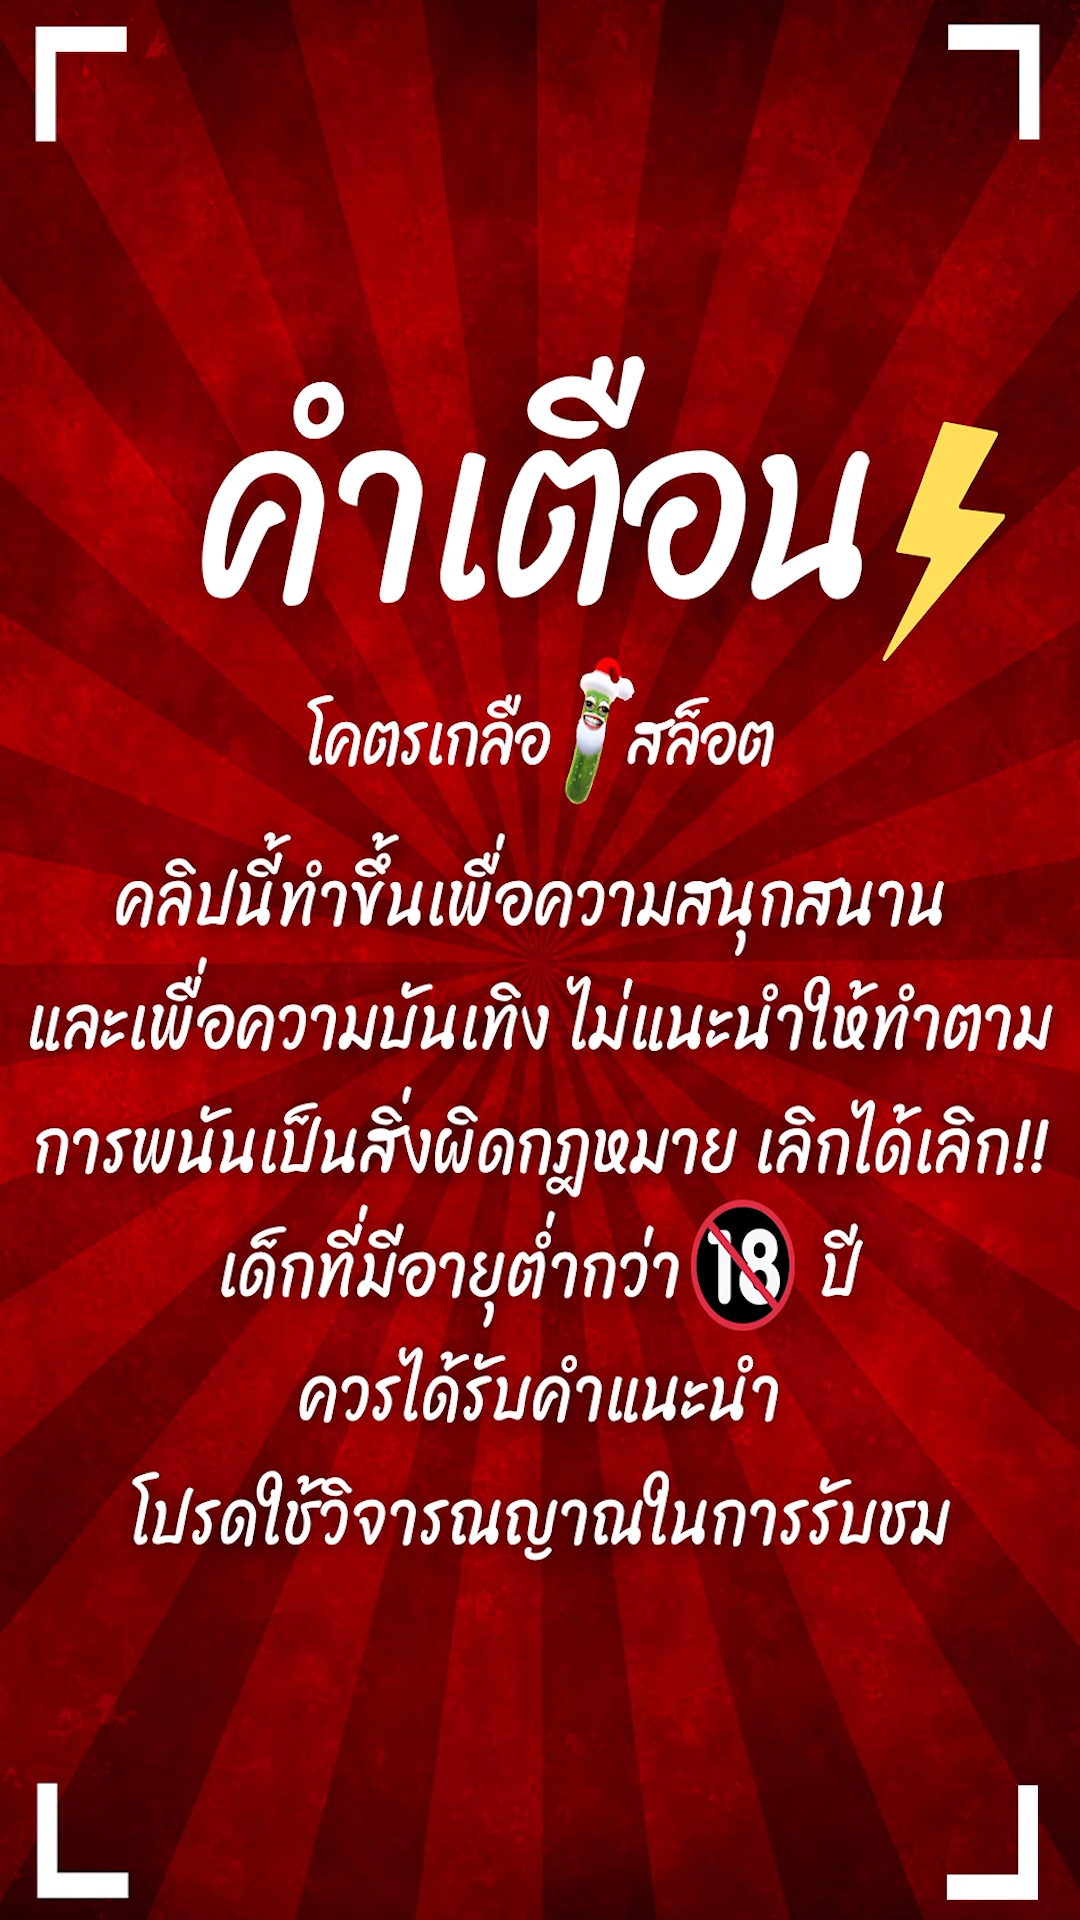 คำเตือน
โคตรเกลือ สล็อต
คลิปนี้ทำขึ้นเพื่อความสนุกสนาน
และเพื่อความบันเทิง ไม่แนะนำให้ทำตาม
การพนันเป็นสิ่งผิดกฎหมาย เลิกได้เลิก!!
เด็กที่มีอายุต่ำกว่า 18 ปี
ควรได้รับคำแนะนำ
โปรดใช้วิจารณญาณในการรับชม